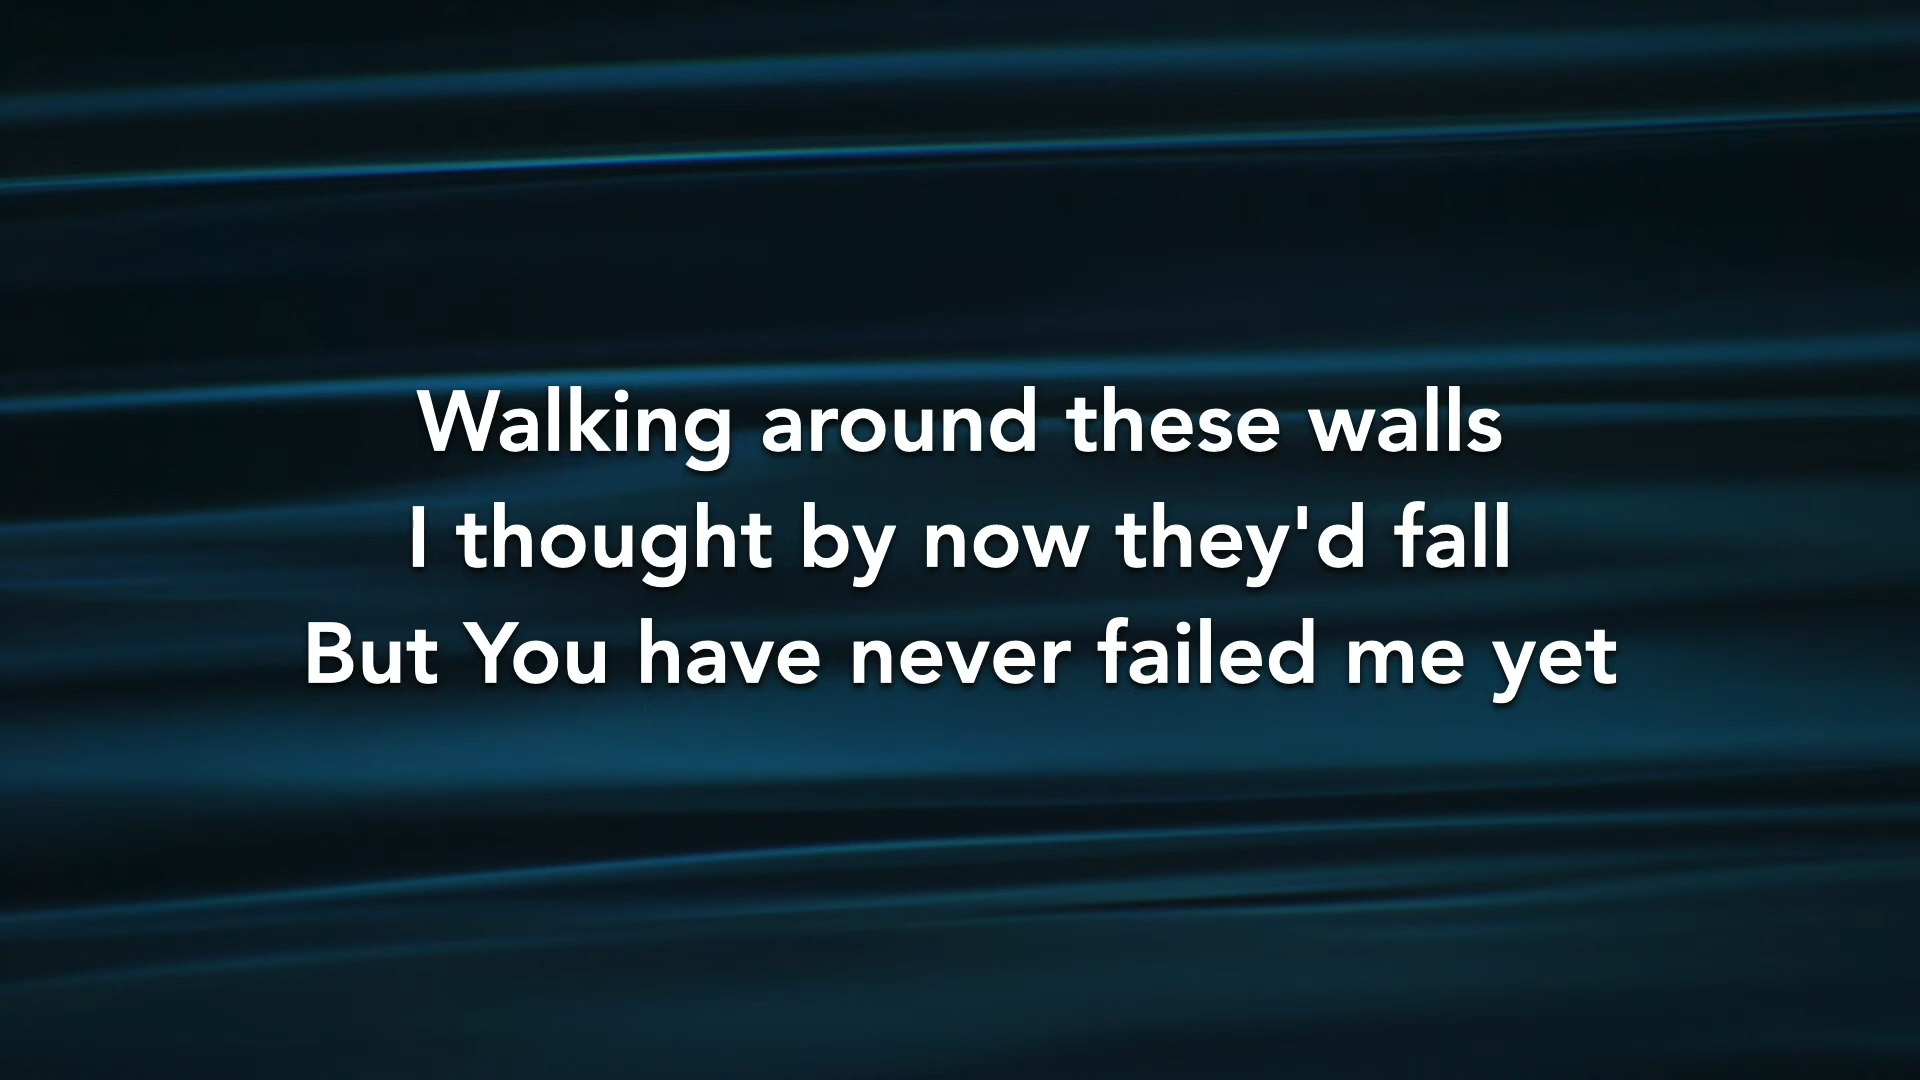 Walking around these walls
I thought by now they'd fall
But You have never failed me yet